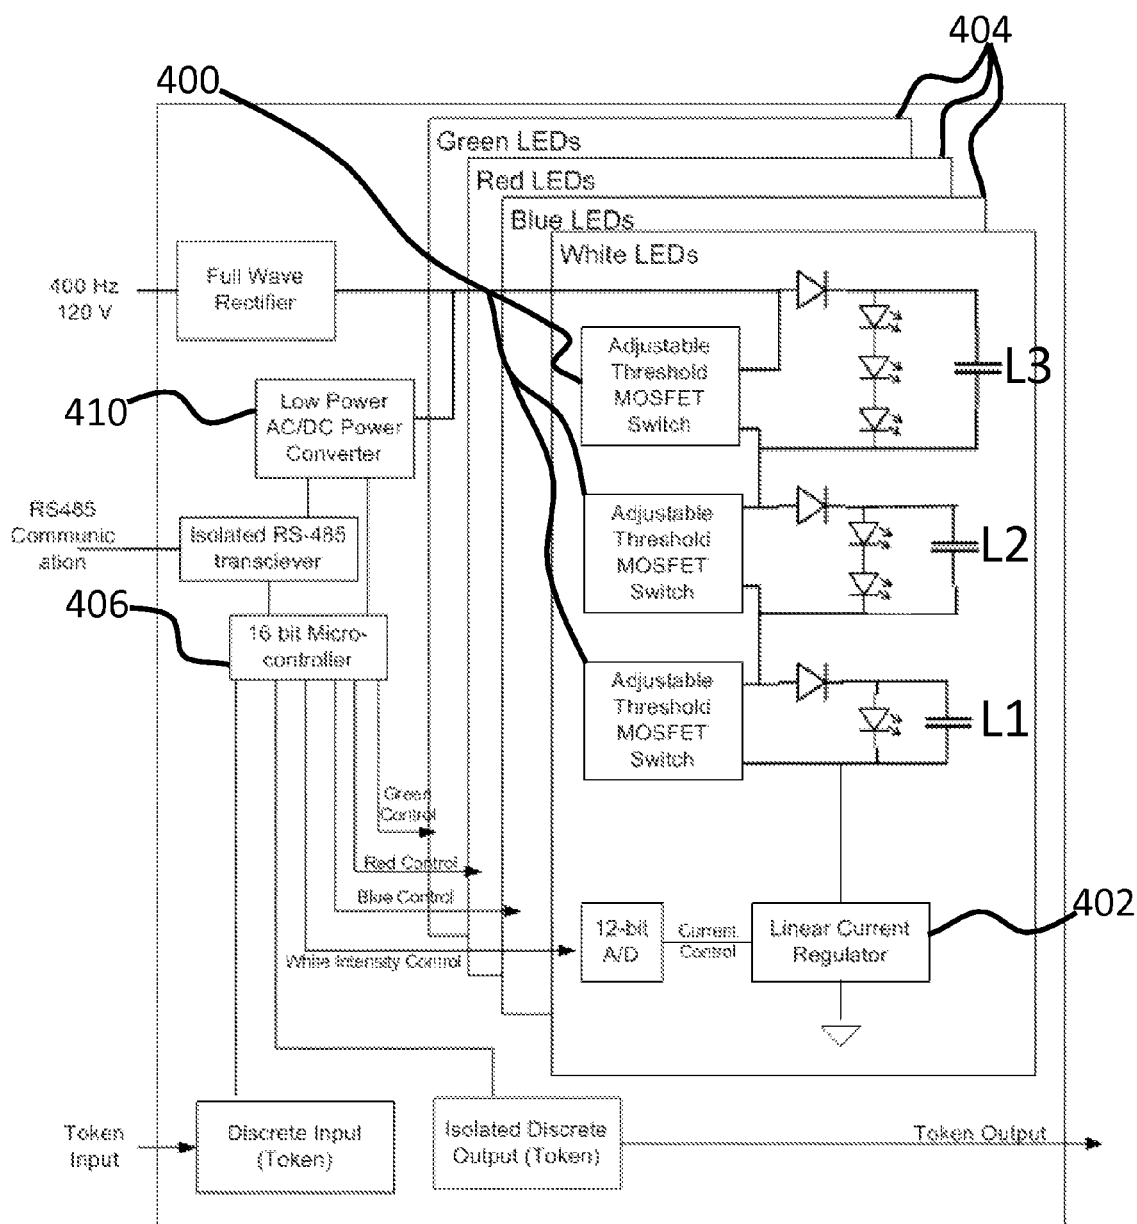 404
400
Green LEDs
Red LEDs
Blue LEDs
White LEDs
400 Hz
120 V
Full Wave
Rectifier
Adjustable
Threshold
MOSFET
Switch
L3
410
Low Power
AC/DC Power
Converter
RS485
Communic
ation
Isolated RS-485
transciever
Adjustable
Threshold
MOSFET
Switch
L2
406
16 bit Micro-
controller
Adjustable
Threshold
MOSFET
Switch
L1
Green
Control
Red Control
Blue Control
White Intensity Control
12-bit
A/D
Current
Control
Linear Current
Regulator
402
Token
Input
Discrete Input
(Token)
Isolated Discrete
Output (Token)
Token Output